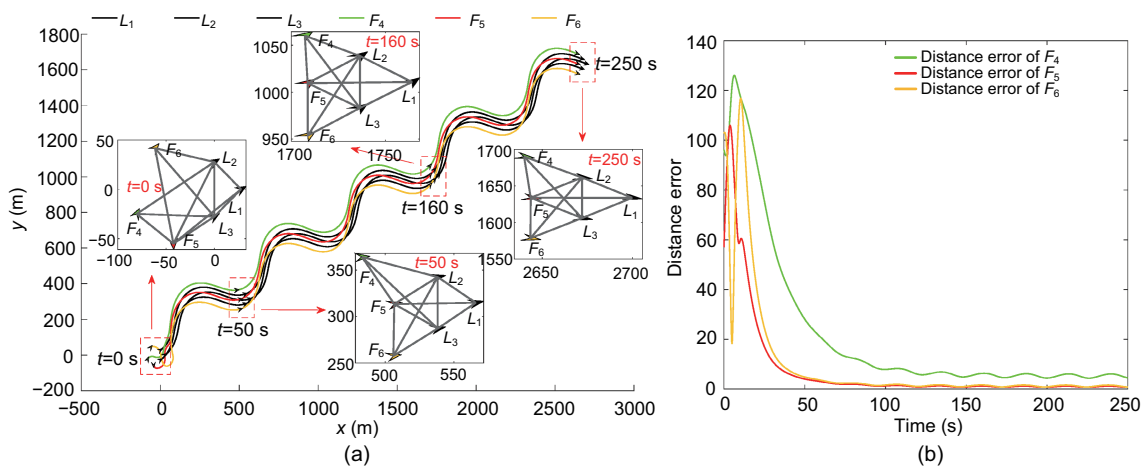 L1 L2 L3 F4 F5 F6
y (m)
1800
1600
1400
1200
1000
800
600
400
200
0
−200
−500 0 500 1000 1500 2000 2500 3000
x (m)
(a)
t=160 s
1050
1000
950
1700 1750
F4
L2
F5
L1
L3
F6
t=250 s
50
0
−50
−100 −50 0
t=0 s
F6
L2
L1
F4
L3
F5
t=160 s
1700
1650
1600
2640 2660 2700
t=250 s
F4
L2
F5
L1
L3
F6
350
300
250
500 550
t=50 s
F4
L2
F5
L1
L3
F6
t=50 s
t=0 s
Distance error
140
120
100
80
60
40
20
0
0 50 100 150 200 250
Time (s)
Distance error of F4
Distance error of F5
Distance error of F6
(b)